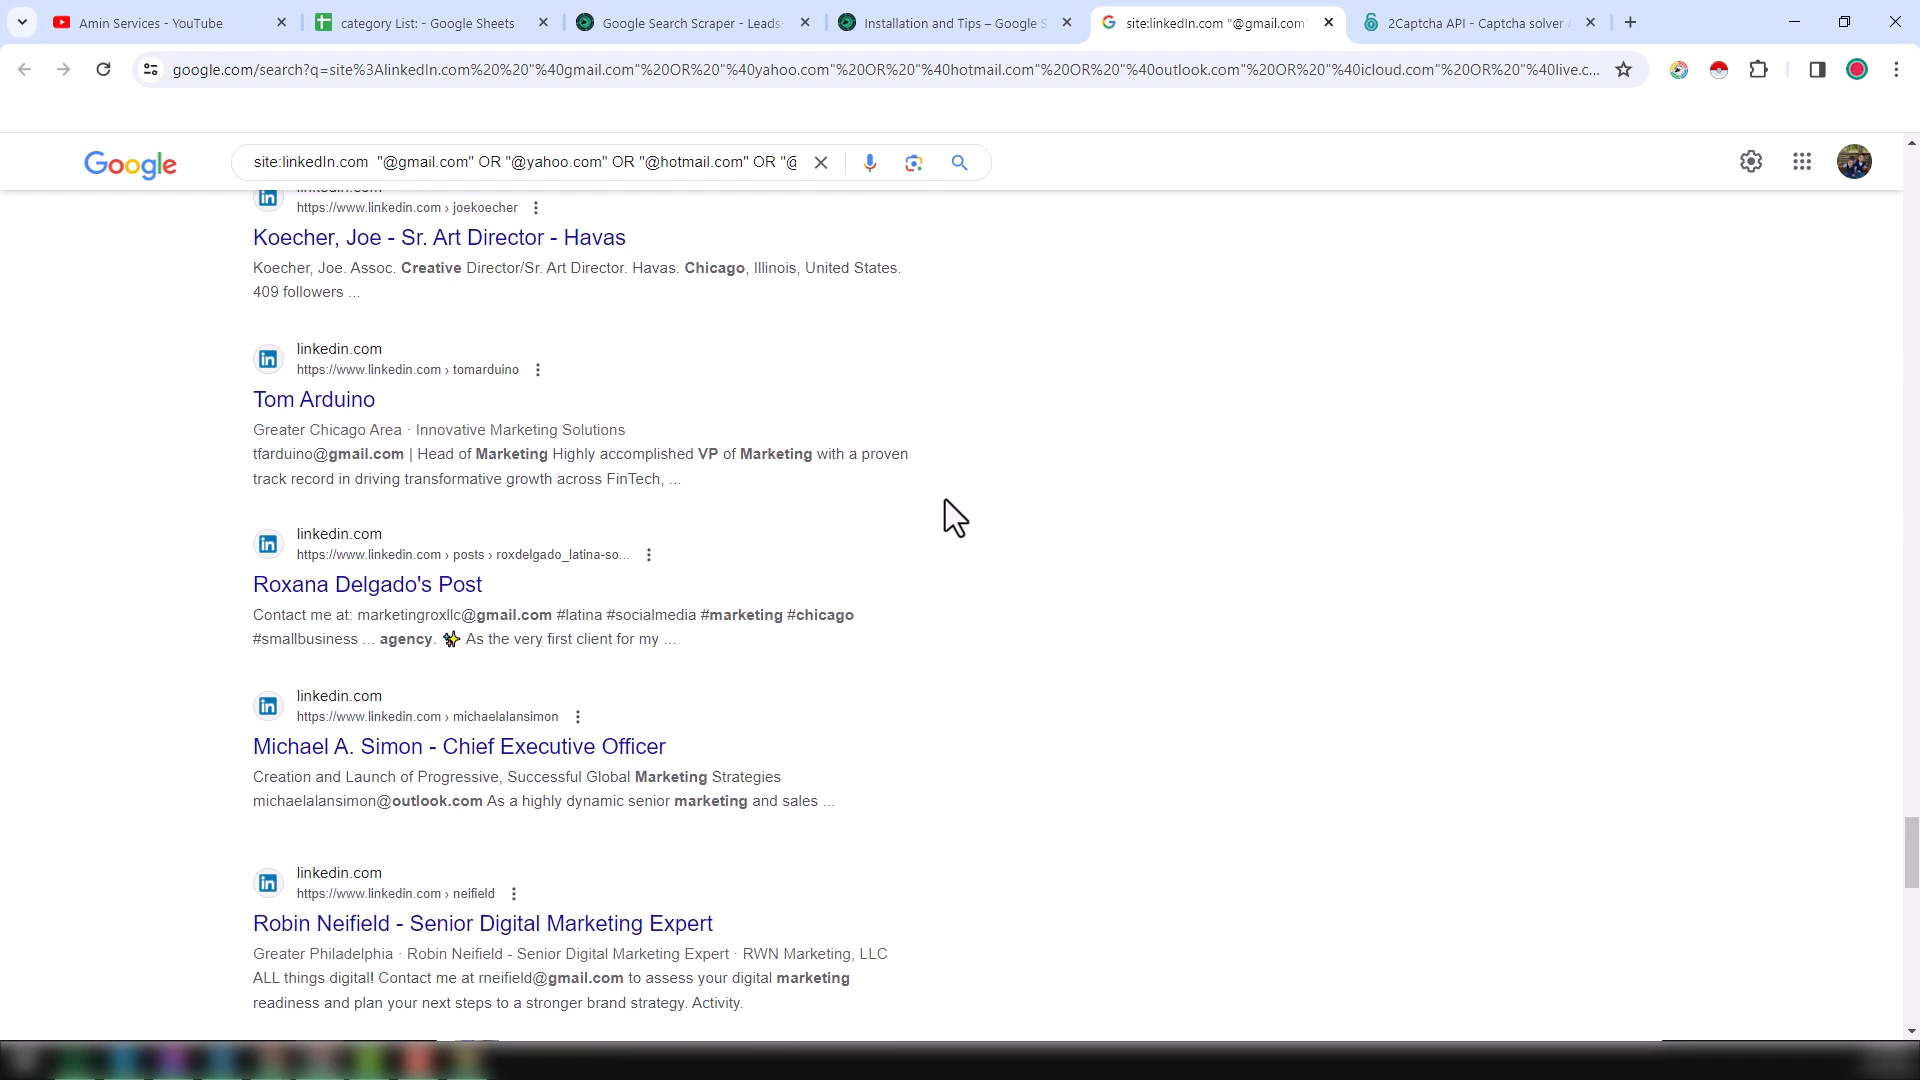 Amin Services - YouTube
category List: - Google Sheets
Google Search Scraper - Leads-
Installation and Tips – Google S
site:linkedIn.com "@gmail.com"
2Captcha API - Captcha solver A
google.com/search?q=site%3AlinkedIn.com%20%20"%40gmail.com"%20OR%20"%40yahoo.com"%20OR%20"%40hotmail.com"%20OR%20"%40outlook.com"%20OR%20"%40icloud.com"%20OR%20"%40live.c...
Google
site:linkedIn.com "@gmail.com" OR "@yahoo.com" OR "@hotmail.com" OR "@
linkedin.com
https://www.linkedin.com › joekoecher
Koecher, Joe - Sr. Art Director - Havas
Koecher, Joe. Assoc. Creative Director/Sr. Art Director. Havas. Chicago, Illinois, United States.
409 followers ...
linkedin.com
https://www.linkedin.com › tomarduino
Tom Arduino
Greater Chicago Area · Innovative Marketing Solutions
tfarduino@gmail.com | Head of Marketing Highly accomplished VP of Marketing with a proven
track record in driving transformative growth across FinTech, ...
linkedin.com
https://www.linkedin.com › posts › roxdelgado_latina-so...
Roxana Delgado's Post
Contact me at: marketingroxllc@gmail.com #latina #socialmedia #marketing #chicago
#smallbusiness ... agency. ✨ As the very first client for my ...
linkedin.com
https://www.linkedin.com › michaelalansimon
Michael A. Simon - Chief Executive Officer
Creation and Launch of Progressive, Successful Global Marketing Strategies
michaelalansimon@outlook.com As a highly dynamic senior marketing and sales ...
linkedin.com
https://www.linkedin.com › neifield
Robin Neifield - Senior Digital Marketing Expert
Greater Philadelphia · Robin Neifield - Senior Digital Marketing Expert · RWN Marketing, LLC
ALL things digital! Contact me at rneifield@gmail.com to assess your digital marketing
readiness and plan your next steps to a stronger brand strategy. Activity.